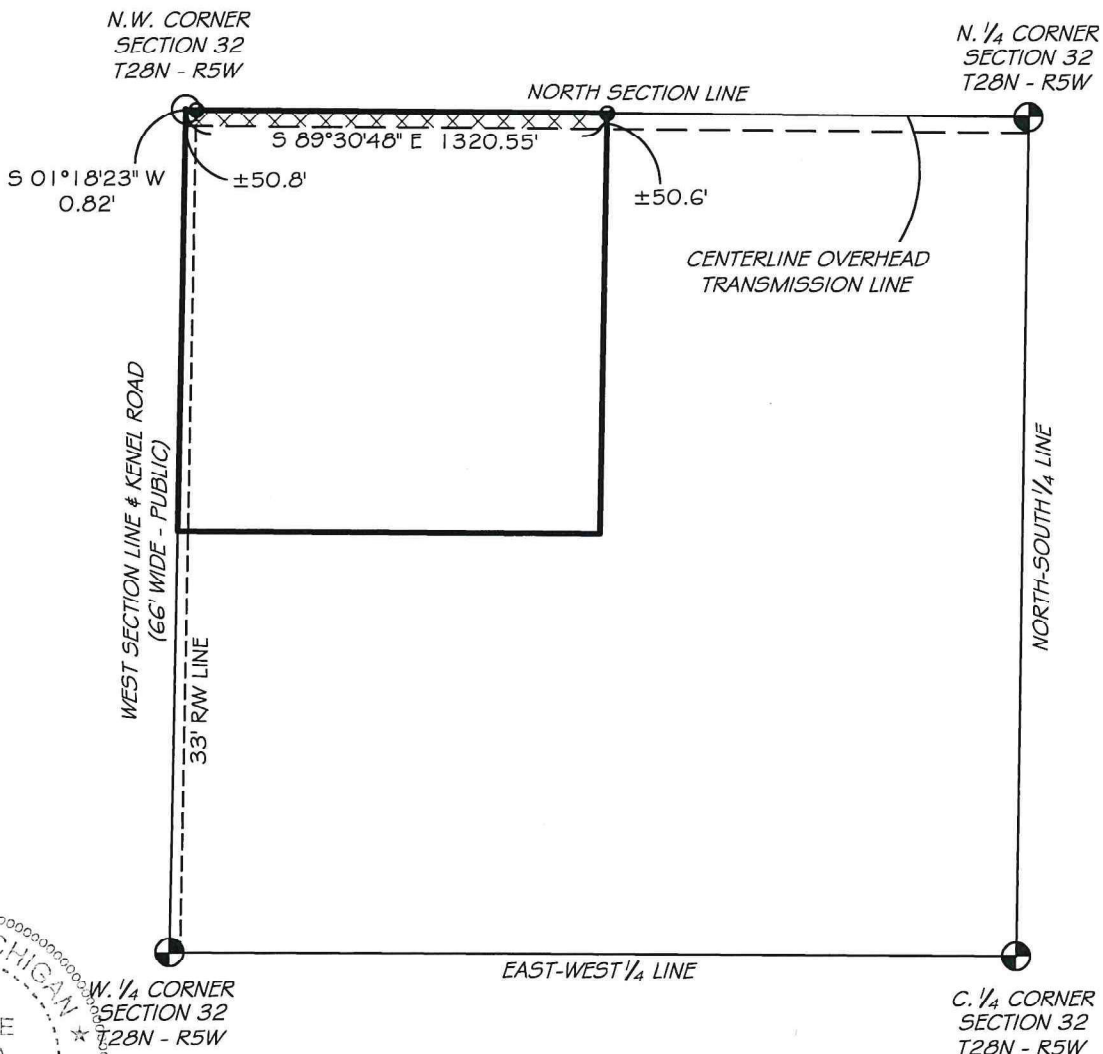 N.W. CORNER
SECTION 32
T28N - R5W
N. 1/4 CORNER
SECTION 32
T28N - R5W
NORTH SECTION LINE
S 89°30'48" E 1320.55'
S 01°18'23" W
0.82'
±50.8'
±50.6'
CENTERLINE OVERHEAD
TRANSMISSION LINE
WEST SECTION LINE & KENEL ROAD
(66' WIDE - PUBLIC)
33' R/W LINE
NORTH-SOUTH 1/4 LINE
EAST-WEST 1/4 LINE
W. 1/4 CORNER
SECTION 32
T28N - R5W
C. 1/4 CORNER
SECTION 32
T28N - R5W